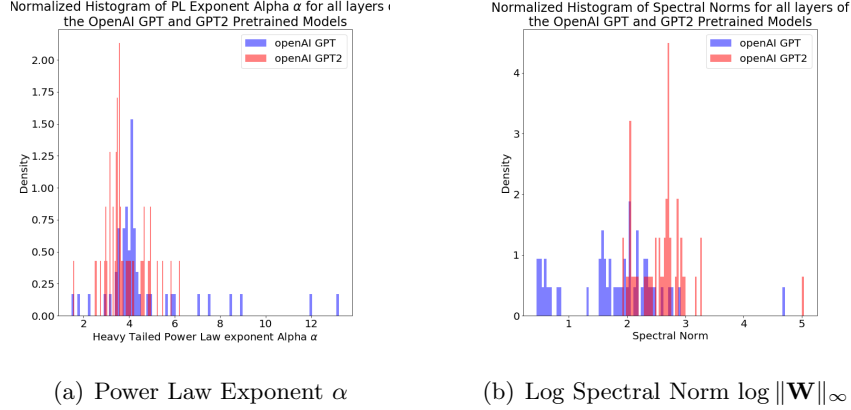 Normalized Histogram of PL Exponent Alpha α for all layers
the OpenAI GPT and GPT2 Pretrained Models
openAI GPT
openAI GPT2
Density
2.00
1.75
1.50
1.25
1.00
0.75
0.50
0.25
0.00
2 4 6 8 10 12
Heavy Tailed Power Law exponent Alpha α
(a) Power Law Exponent α
Normalized Histogram of Spectral Norms for all layers of
the OpenAI GPT and GPT2 Pretrained Models
openAI GPT
openAI GPT2
Density
4
3
2
1
0
1 2 3 4 5
Spectral Norm
(b) Log Spectral Norm log ‖W‖∞